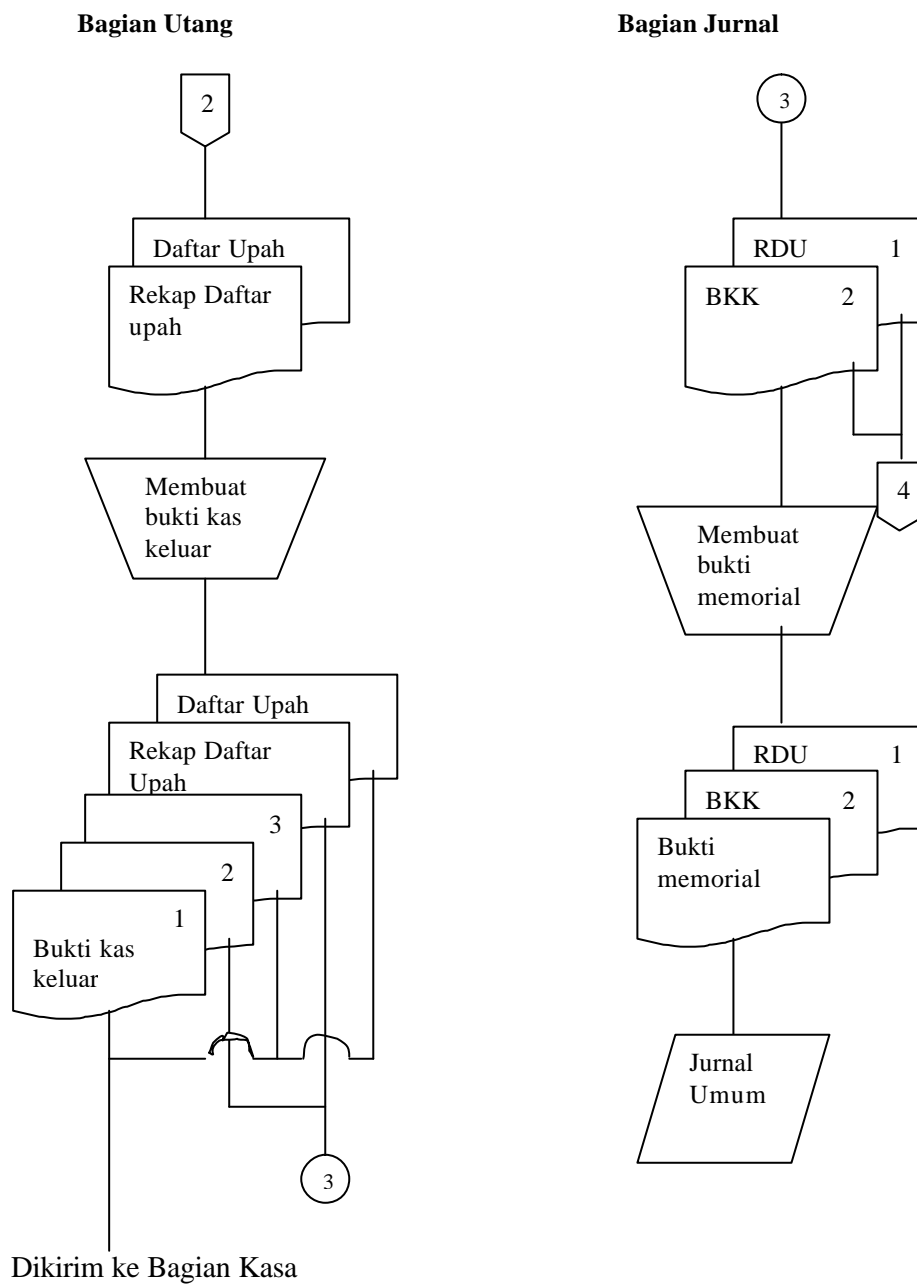 Bagian Utang
2
Daftar Upah
Rekap Daftar
upah
Membuat
bukti kas
keluar
Daftar Upah
Rekap Daftar
Upah
3
2
1
Bukti kas
keluar
3
Dikirim ke Bagian Kasa
Bagian Jurnal
3
RDU 1
BKK 2
4
Membuat
bukti
memorial
RDU 1
BKK 2
Bukti
memorial
Jurnal
Umum